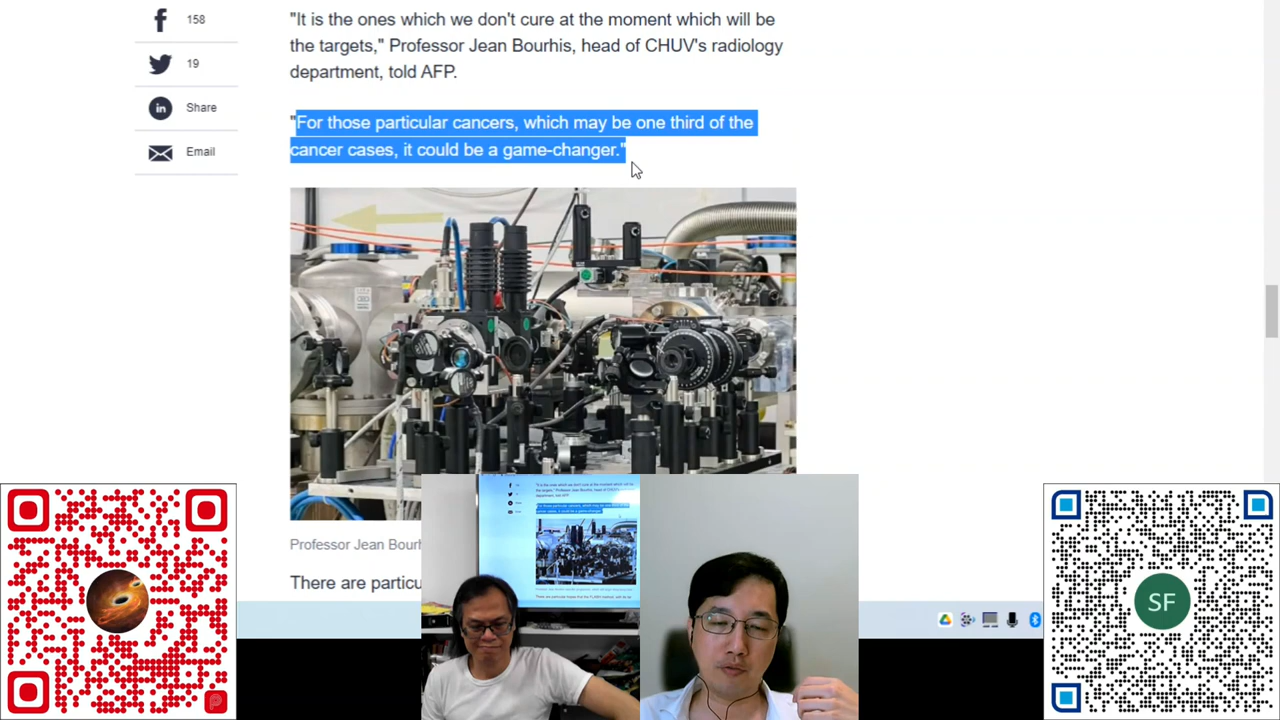 158
19
Share
Email
"It is the ones which we don't cure at the moment which will be
the targets," Professor Jean Bourhis, head of CHUV's radiology
department, told AFP.
"For those particular cancers, which may be one third of the
cancer cases, it could be a game-changer."
Professor Jean Bourh
There are particu
SF